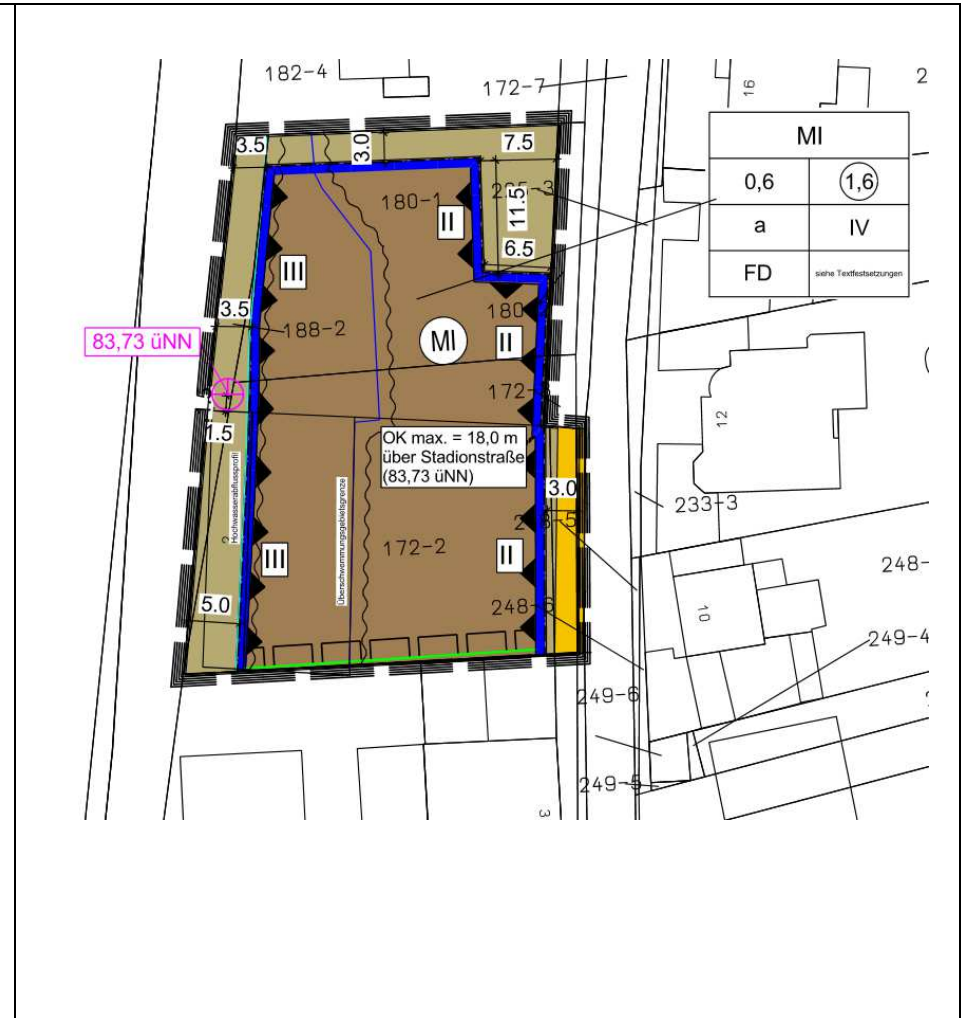 182-4
172-7
16
2
MI
0,6
1,6
a
IV
FD
siehe Textfestsetzungen
3.5
3.0
7.5
180-1
-3
11.5
II
6.5
III
3.5
188-2
180
MI
II
83,73 üNN
172-
12
1.5
OK max. = 18,0 m
über Stadionstraße
(83,73 üNN)
3.0
Hochwasserabflussprofil
Überschwemmungsgebietsgrenze
233-3
-5
III
172-2
II
248-
5.0
248-6
10
249-4
249-6
249-5
3